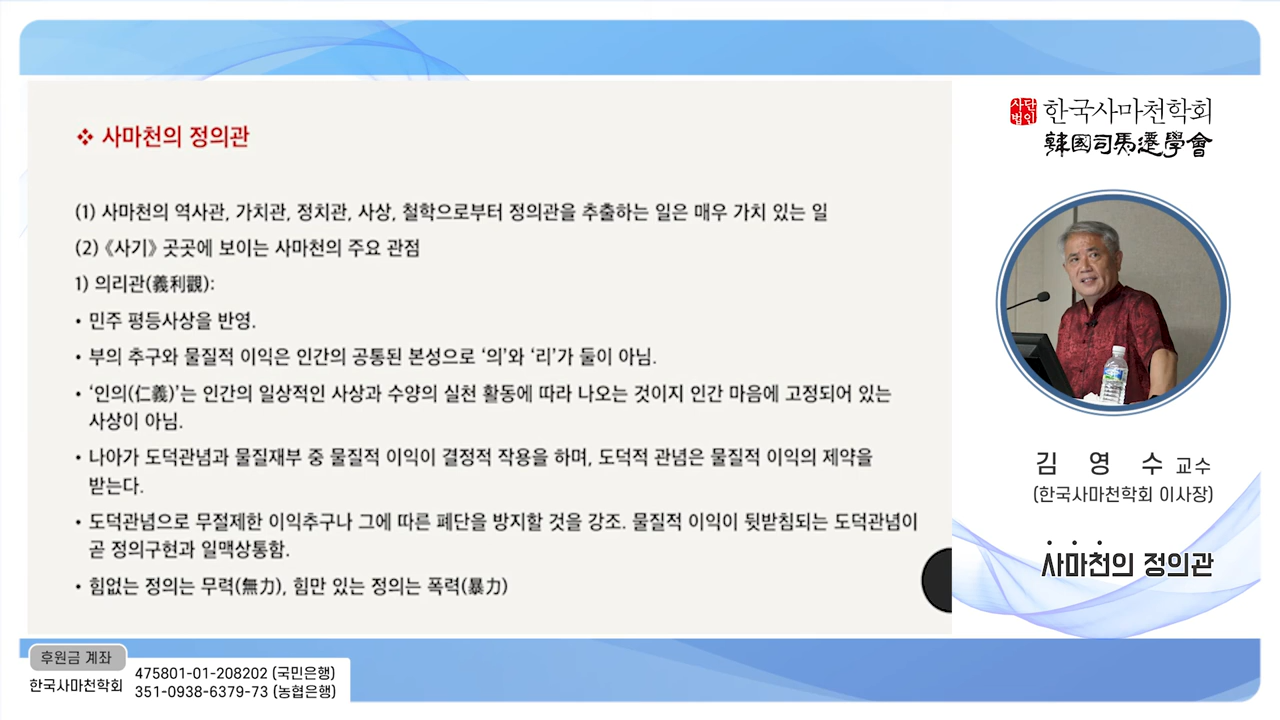 ❖ 사마천의 정의관
(1) 사마천의 역사관, 가치관, 정치관, 사상, 철학으로부터 정의관을 추출하는 일은 매우 가치 있는 일
(2) 《사기》 곳곳에 보이는 사마천의 주요 관점
1) 의리관(義利觀):
• 민주 평등사상을 반영.
• 부의 추구와 물질적 이익은 인간의 공통된 본성으로 ‘의’와 ‘리’가 둘이 아님.
• ‘인의(仁義)’는 인간의 일상적인 사상과 수양의 실천 활동에 따라 나오는 것이지 인간 마음에 고정되어 있는
사상이 아님.
• 나아가 도덕관념과 물질재부 중 물질적 이익이 결정적 작용을 하며, 도덕적 관념은 물질적 이익의 제약을
받는다.
• 도덕관념으로 무절제한 이익추구나 그에 따른 폐단을 방지할 것을 강조. 물질적 이익이 뒷받침되는 도덕관념이
곧 정의구현과 일맥상통함.
• 힘없는 정의는 무력(無力), 힘만 있는 정의는 폭력(暴力)
사단법인 한국사마천학회
韓國司馬遷學會
김 영 수 교수
(한국사마천학회 이사장)
사마천의 정의관
후원금 계좌
한국사마천학회
475801-01-208202 (국민은행)
351-0938-6379-73 (농협은행)